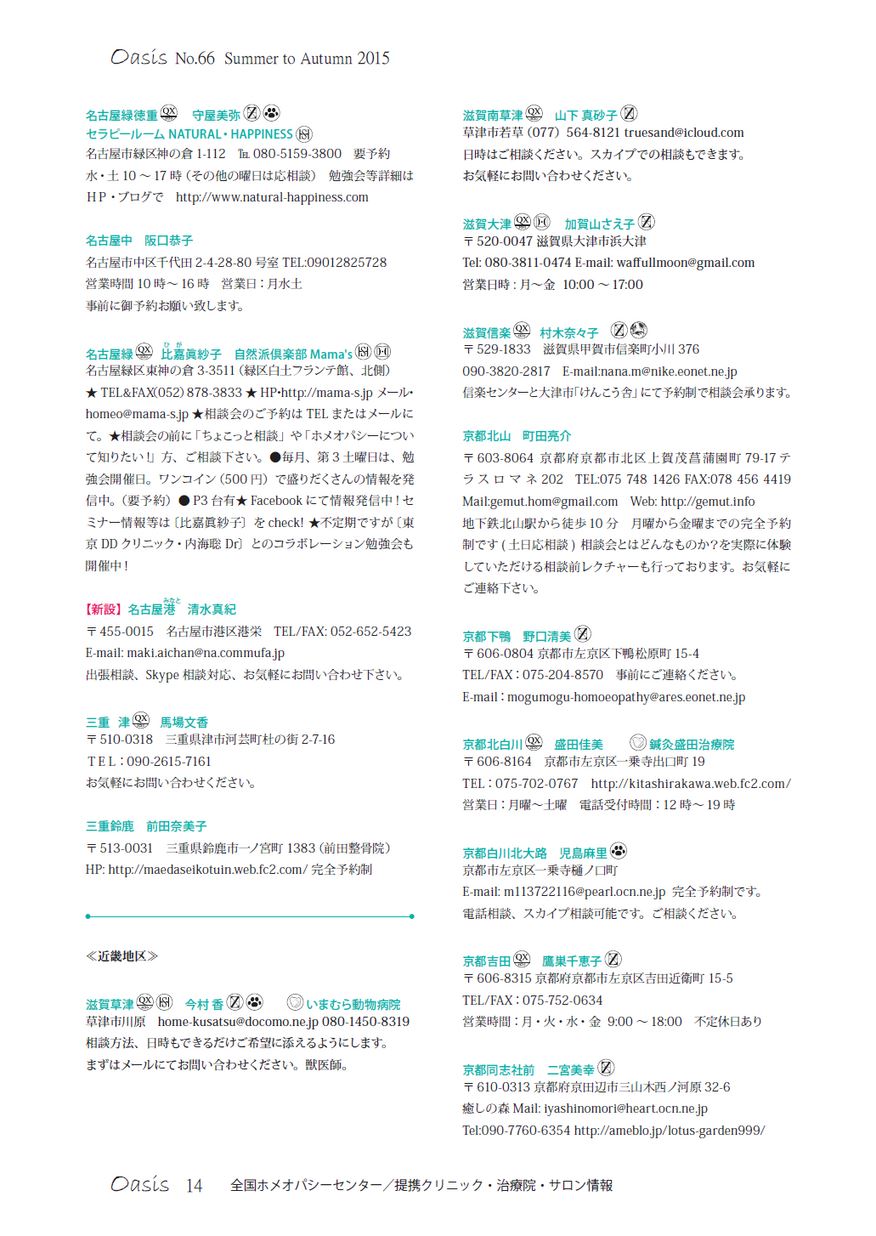 Oasis No.66 Summer to Autumn 2015
名古屋緑徳重 QX 守屋美弥 Z
セラピールーム NATURAL・HAPPINESS
名古屋市緑区神の倉 1-112 ℡ 080-5159-3800 要予約
水・土 10 ～ 17 時（その他の曜日は応相談） 勉強会等詳細は
ＨＰ・ブログで http://www.natural-happiness.com
名古屋中 阪口恭子
名古屋市中区千代田 2-4-28-80 号室 TEL:09012825728
営業時間 10 時～ 16 時 営業日：月水土
事前に御予約お願い致します。
ひ が
名古屋緑 QX 比嘉眞紗子 自然派倶楽部 Mama's
名古屋緑区東神の倉 3-3511（緑区白土フランテ館、北側）
★ TEL&FAX(052) 878-3833 ★ HP･http://mama-s.jp メール･
homeo@mama-s.jp ★相談会のご予約は TEL またはメールに
て。★相談会の前に「ちょこっと相談」や「ホメオパシーについ
て知りたい！」方、ご相談下さい。●毎月、第 3 土曜日は、勉
強会開催日。ワンコイン（500 円）で盛りだくさんの情報を発
信中。（要予約）● P3 台有★ Facebook にて情報発信中！セ
ミナー情報等は〔比嘉眞紗子〕を check! ★不定期ですが〔東
京 DD クリニック・内海聡 Dr〕とのコラボレーション勉強会も
開催中！
みなと
【新設】名古屋港 清水真紀
〒 455-0015 名古屋市港区港栄 TEL/FAX: 052-652-5423
E-mail: maki.aichan@na.commufa.jp
出張相談、Skype 相談対応、お気軽にお問い合わせ下さい。
三重 津 QX 馬場文香
〒 510-0318 三重県津市河芸町杜の街 2-7-16
ＴＥＬ：090-2615-7161
お気軽にお問い合わせください。
三重鈴鹿 前田奈美子
〒 513-0031 三重県鈴鹿市一ノ宮町 1383（前田整骨院）
HP: http://maedaseikotuin.web.fc2.com/ 完全予約制
≪近畿地区≫
滋賀草津 QX 今村 香 Z いまむら動物病院
草津市川原 home-kusatsu@docomo.ne.jp 080-1450-8319
相談方法、日時もできるだけご希望に添えるようにします。
まずはメールにてお問い合わせください。獣医師。
滋賀南草津 QX 山下 真砂子 Z
草津市若草（077）564-8121 truesand@icloud.com
日時はご相談ください。スカイプでの相談もできます。
お気軽にお問い合わせください。
滋賀大津 QX 加賀山さえ子 Z
〒 520-0047 滋賀県大津市浜大津
Tel: 080-3811-0474 E-mail: waffullmoon@gmail.com
営業日時 : 月～金 10:00 ～ 17:00
滋賀信楽 QX 村木奈々子 Z
〒 529-1833 滋賀県甲賀市信楽町小川 376
090-3820-2817 E-mail:nana.m@nike.eonet.ne.jp
信楽センターと大津市「けんこう舎」にて予約制で相談会承ります。
京都北山 町田亮介
〒 603-8064 京都府京都市北区上賀茂菖蒲園町 79-17 テ
ラスロマネ 202 TEL:075 748 1426 FAX:078 456 4419
Mail:gemut.hom@gmail.com Web: http://gemut.info
地下鉄北山駅から徒歩 10 分 月曜から金曜までの完全予約
制です ( 土日応相談 ) 相談会とはどんなものか？を実際に体験
していただける相談前レクチャーも行っております。お気軽に
ご連絡下さい。
京都下鴨 野口清美 Z
〒 606-0804 京都市左京区下鴨松原町 15-4
TEL/FAX：075-204-8570 事前にご連絡ください。
E-mail：mogumogu-homoeopathy@ares.eonet.ne.jp
京都北白川 QX 盛田佳美 鍼灸盛田治療院
〒 606-8164 京都市左京区一乗寺出口町 19
TEL：075-702-0767 http://kitashirakawa.web.fc2.com/
営業日：月曜～土曜 電話受付時間：12 時～ 19 時
京都白川北大路 児島麻里
京都市左京区一乗寺樋ノ口町
E-mail: m113722116@pearl.ocn.ne.jp 完全予約制です。
電話相談、スカイプ相談可能です。ご相談ください。
京都吉田 QX 鷹巣千恵子 Z
〒 606-8315 京都府京都市左京区吉田近衛町 15-5
TEL/FAX：075-752-0634
営業時間：月・火・水・金 9:00 ～ 18:00 不定休日あり
京都同志社前 二宮美幸 Z
〒 610-0313 京都府京田辺市三山木西ノ河原 32-6
癒しの森 Mail: iyashinomori@heart.ocn.ne.jp
Tel:090-7760-6354 http://ameblo.jp/lotus-garden999/
Oasis 14 全国ホメオパシーセンター／提携クリニック・治療院・サロン情報